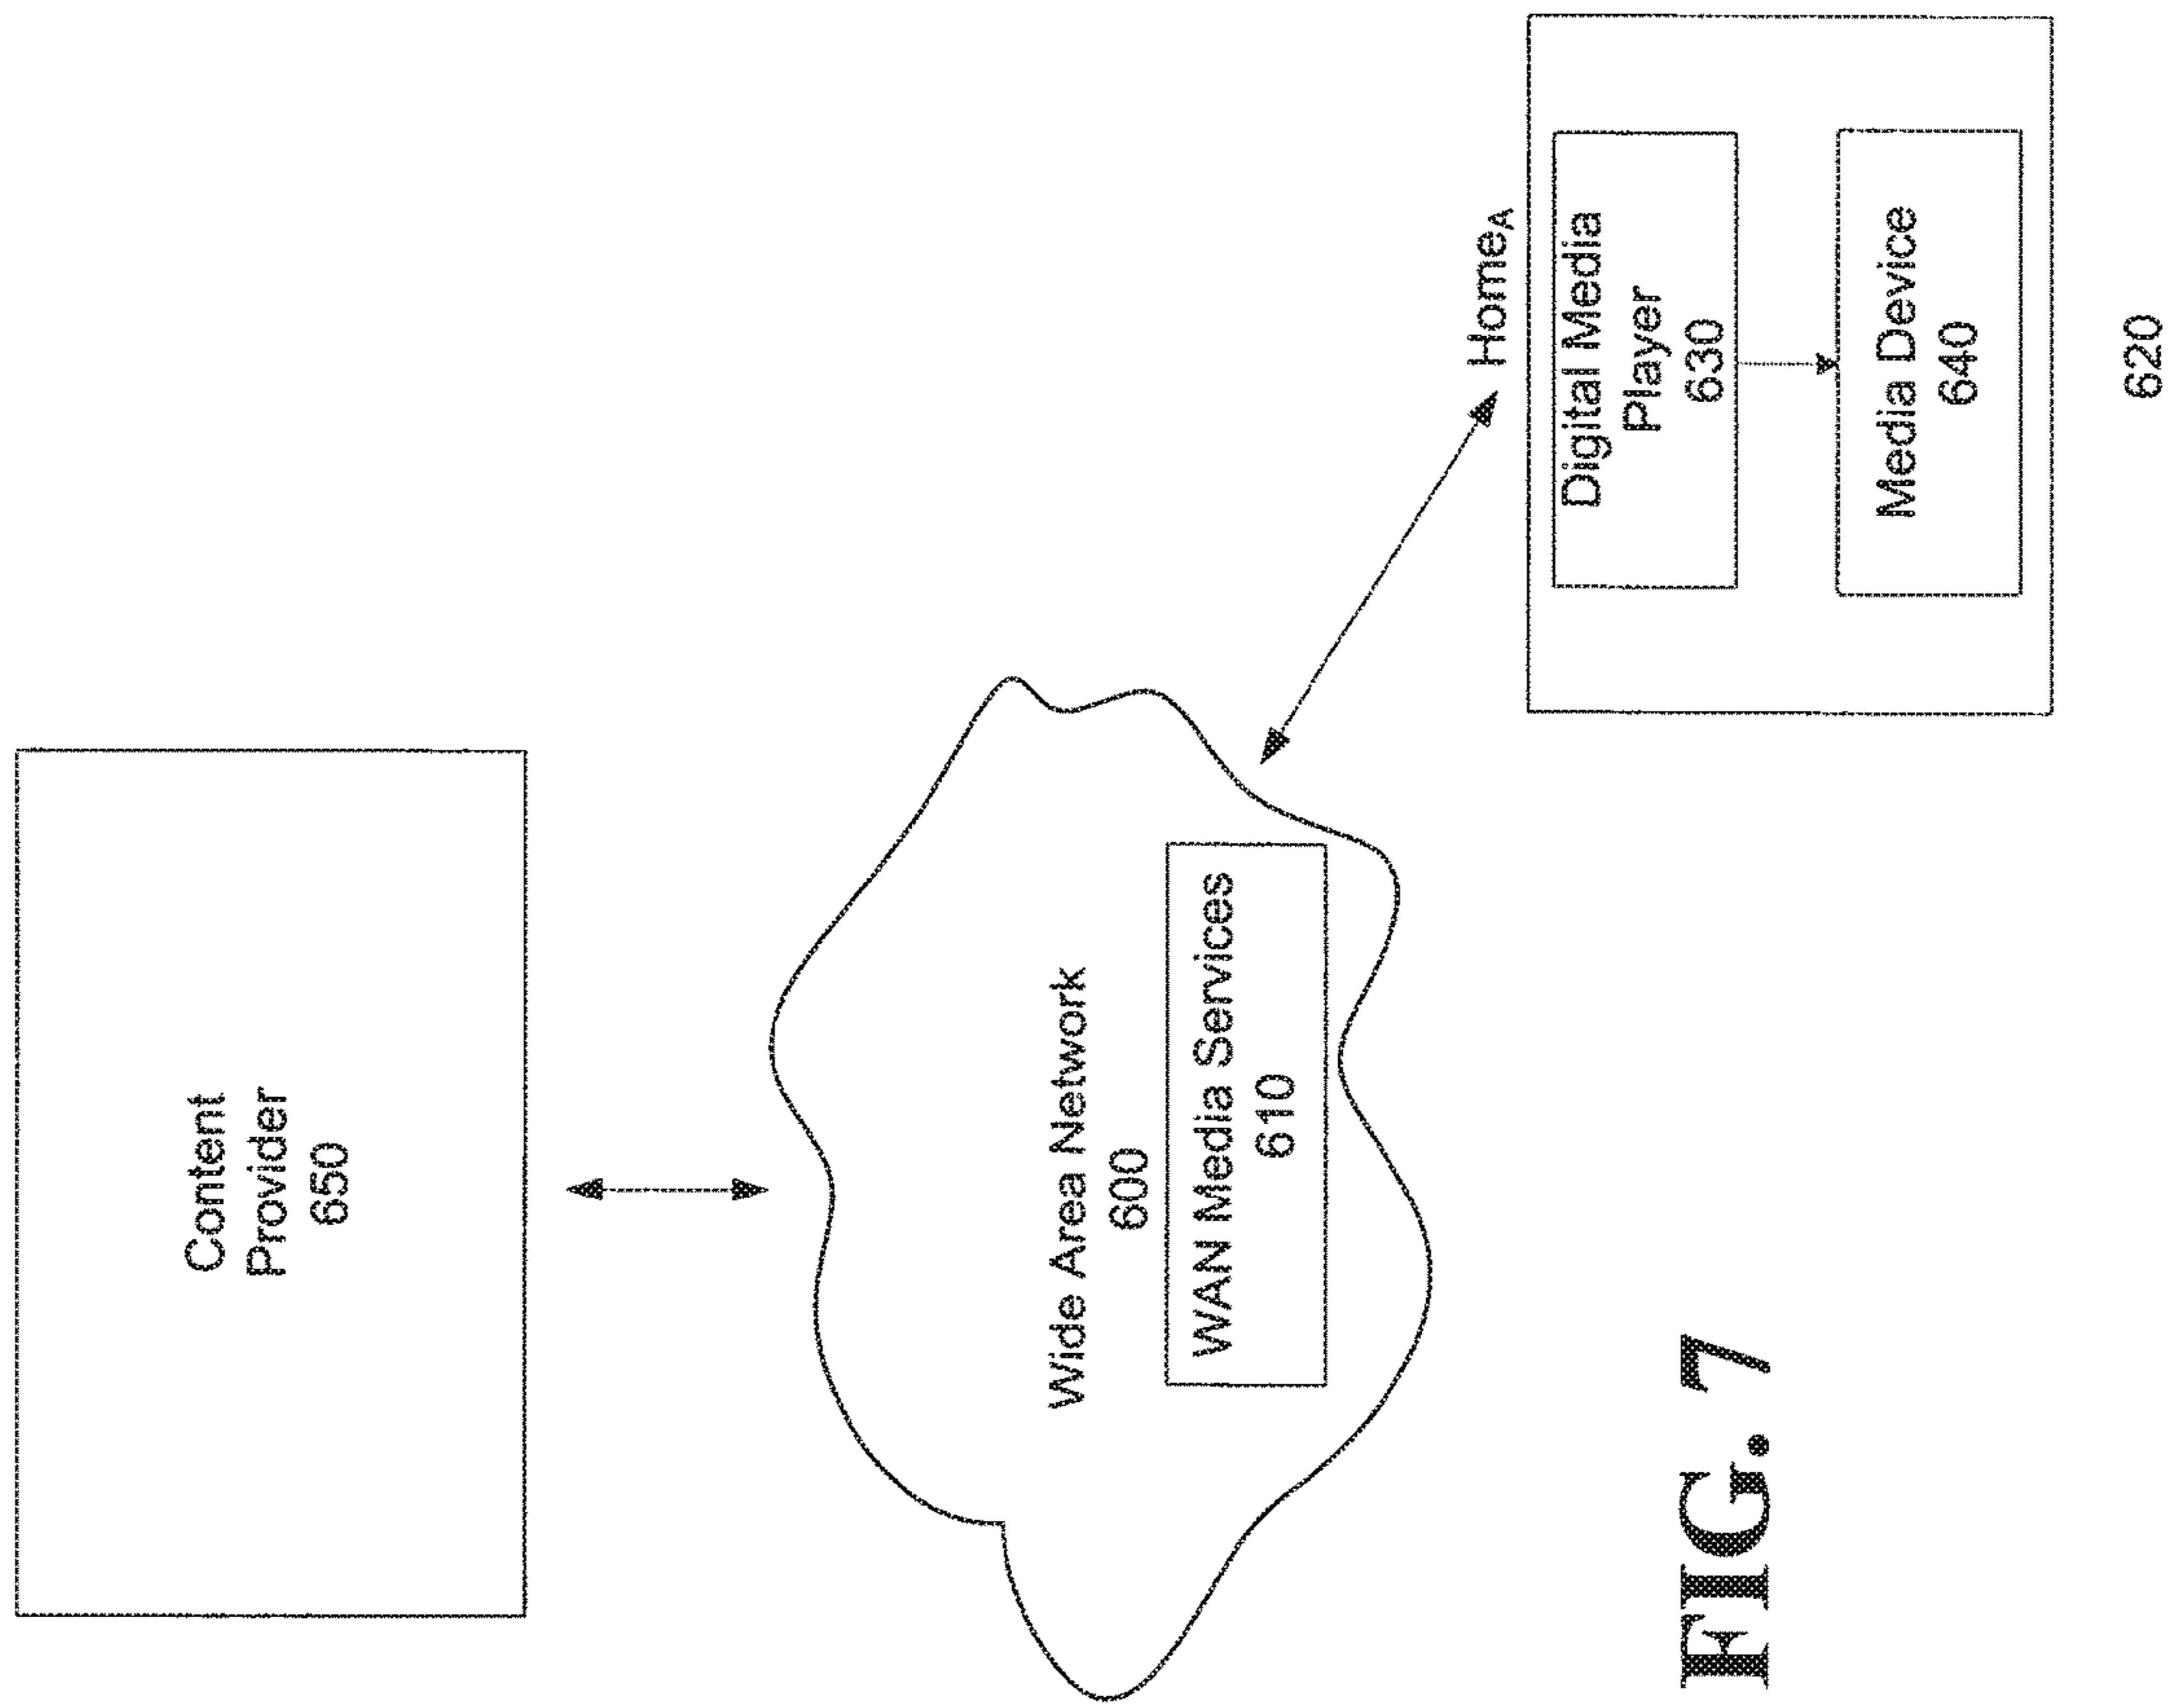 Content
Provider
650
Wide Area Network
600
WAN Media Services
610
HomeA
Digital Media
Player
630
Media Device
640
620
FIG. 7